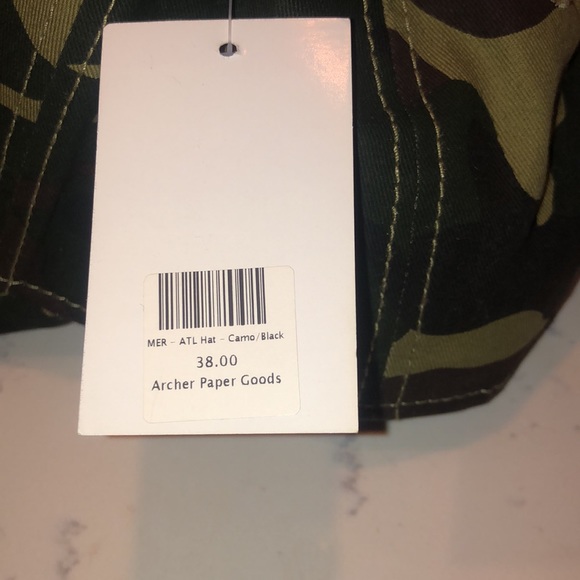 MER - ATL Hat - Camo/Black
38.00
Archer Paper Goods